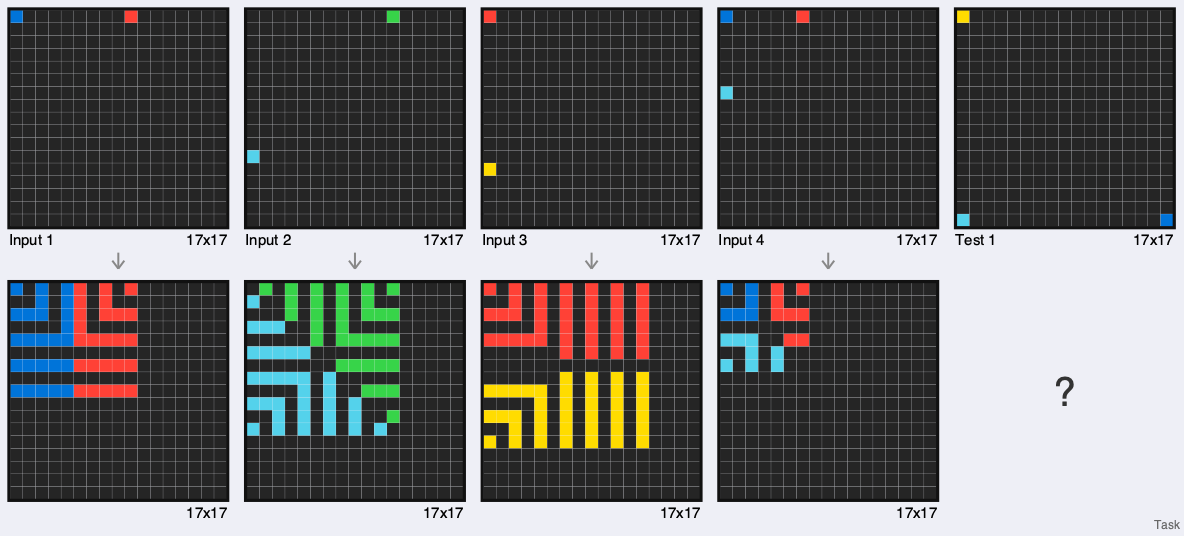 Input 1 17x17
Input 2 17x17
Input 3 17x17
Input 4 17x17
Test 1 17x17
17x17
17x17
17x17
17x17
?
Task